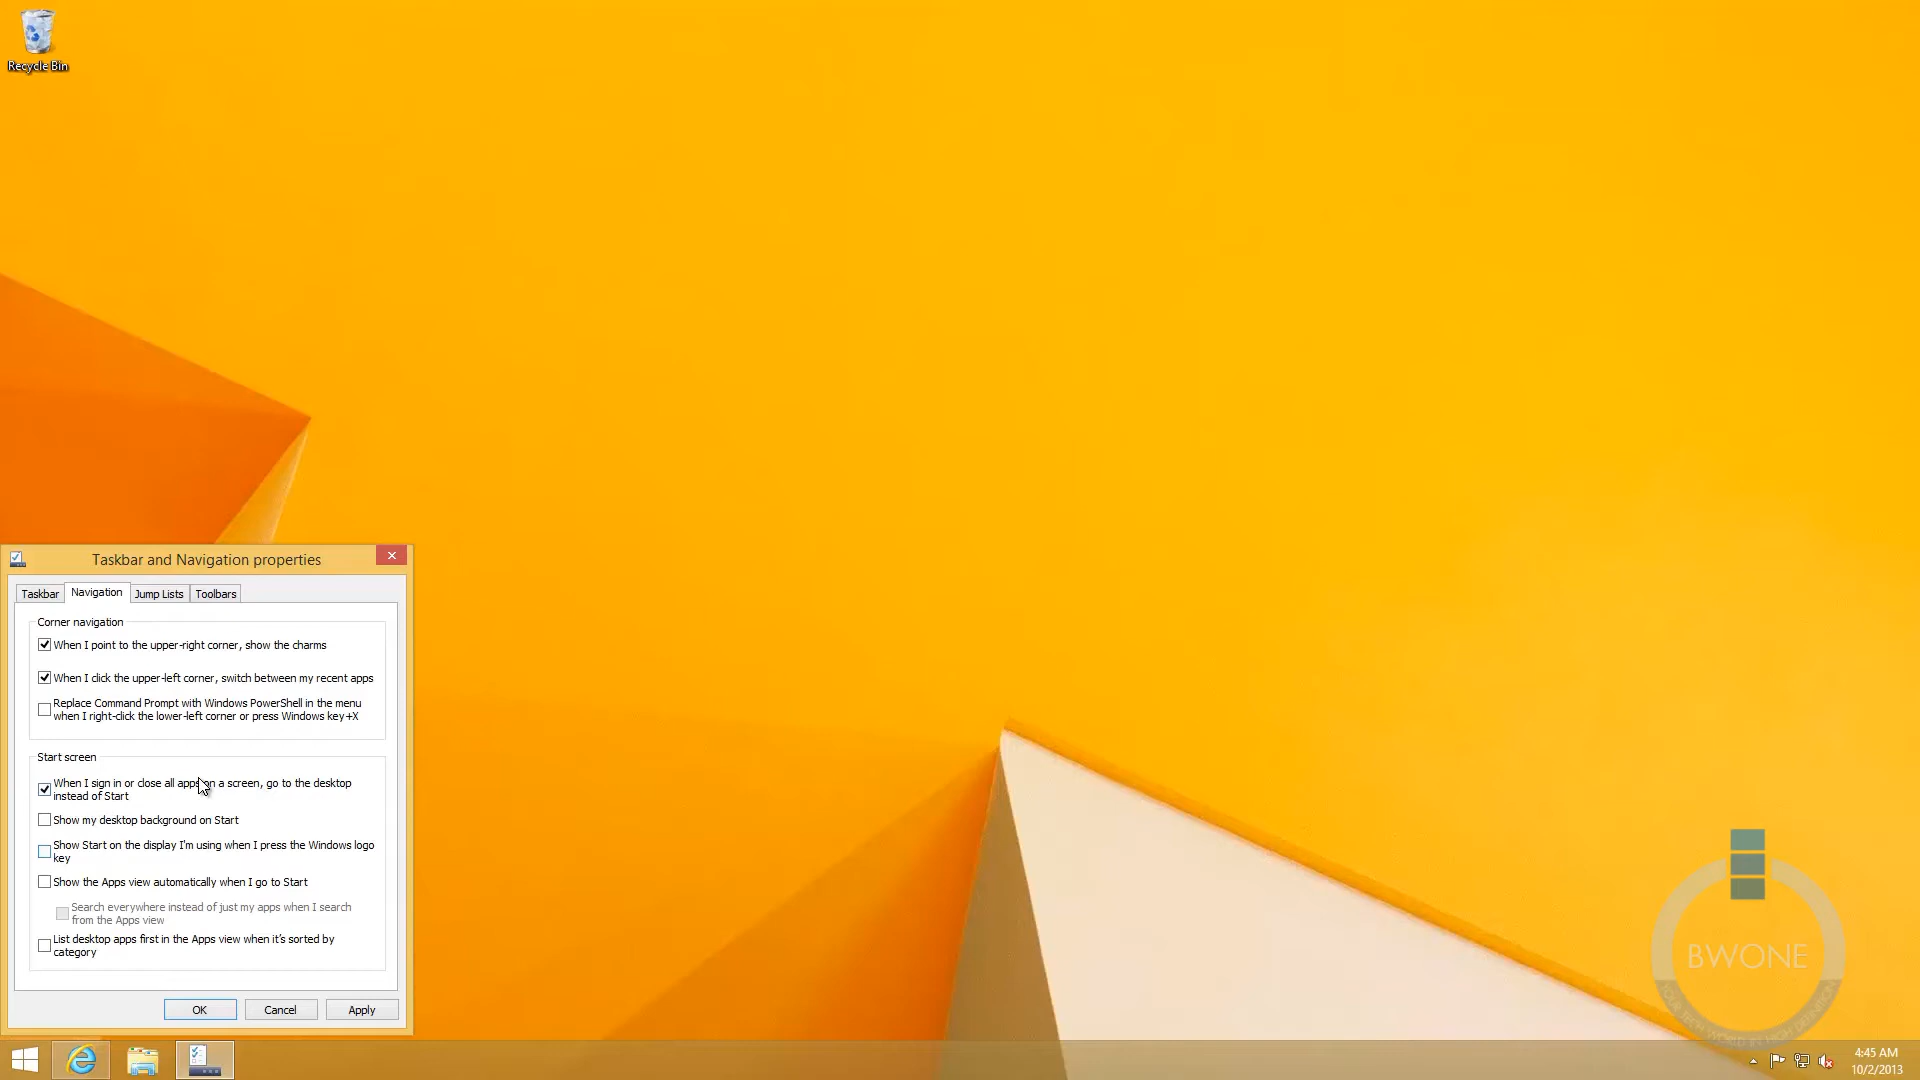 Recycle Bin
Taskbar and Navigation properties
Taskbar
Navigation
Jump Lists
Toolbars
Corner navigation
When I point to the upper-right corner, show the charms
When I click the upper-left corner, switch between my recent apps
Replace Command Prompt with Windows PowerShell in the menu
when I right-click the lower-left corner or press Windows key+X
Start screen
When I sign in or close all apps on a screen, go to the desktop
instead of Start
Show my desktop background on Start
Show Start on the display I'm using when I press the Windows logo
key
Show the Apps view automatically when I go to Start
Search everywhere instead of just my apps when I search
from the Apps view
List desktop apps first in the Apps view when it's sorted by
category
OK
Cancel
Apply
BWONE
YOUR TECH WORLD IN HIGH DEFINITION
4:45 AM
10/2/2013